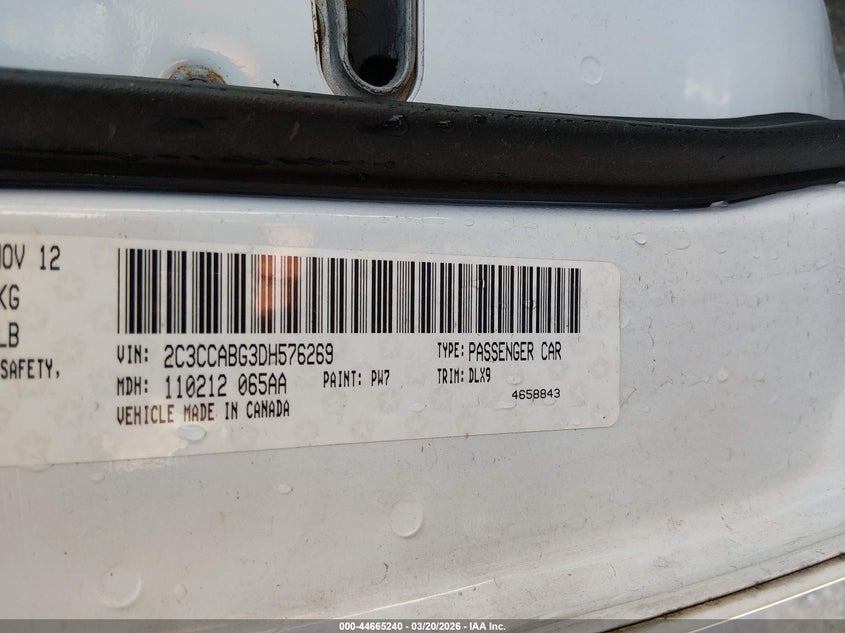 NOV 12
KG
LB
SAFETY,
VIN: 2C3CCABG3DH576269 TYPE: PASSENGER CAR
MDH: 110212 065AA PAINT: PW7 TRIM: DLX9
VEHICLE MADE IN CANADA 4658843
000-44665240 - 03/20/2026 - IAA Inc.